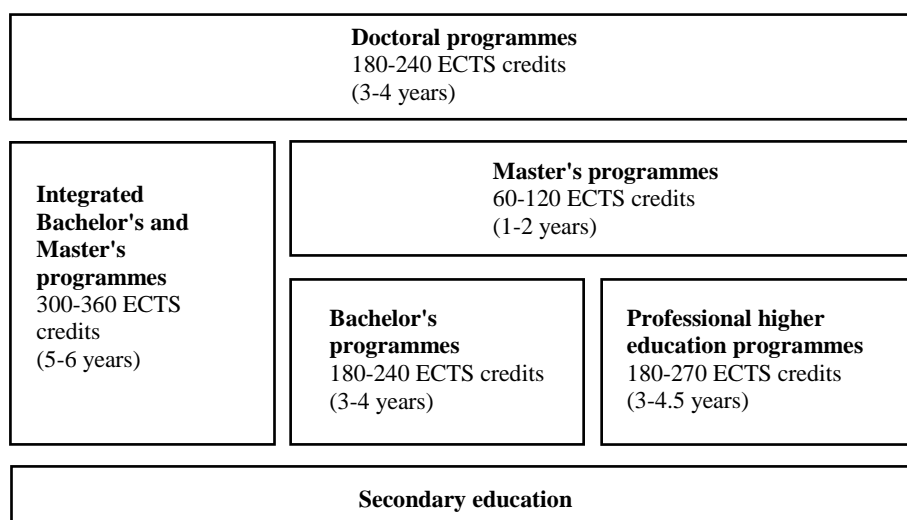 Doctoral programmes
180-240 ECTS credits
(3-4 years)
Integrated
Bachelor's and
Master's
programmes
300-360 ECTS
credits
(5-6 years)
Master's programmes
60-120 ECTS credits
(1-2 years)
Bachelor's
programmes
180-240 ECTS credits
(3-4 years)
Professional higher
education programmes
180-270 ECTS credits
(3-4.5 years)
Secondary education